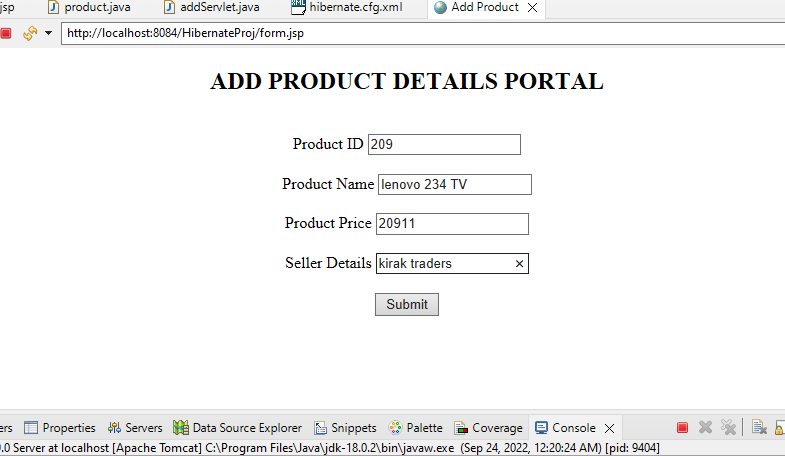 jsp product.java addServlet.java hibernate.cfg.xml Add Product
http://localhost:8084/HibernateProj/form.jsp
ADD PRODUCT DETAILS PORTAL
Product ID 209
Product Name lenovo 234 TV
Product Price 20911
Seller Details kirak traders
Submit
ers Properties Servers Data Source Explorer Snippets Palette Coverage Console
.0 Server at localhost [Apache Tomcat] C:\Program Files\Java\jdk-18.0.2\bin\javaw.exe (Sep 24, 2022, 12:20:24 AM) [pid: 9404]